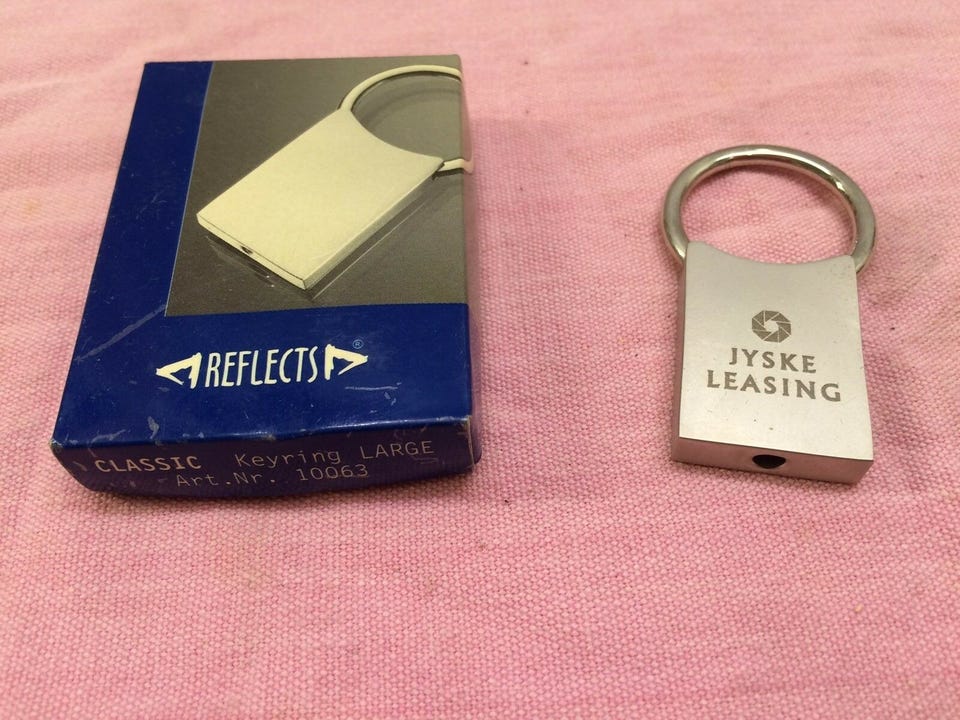 REFLECTS®
CLASSIC Keyring LARGE
Art.Nr. 10063
JYSKE
LEASING